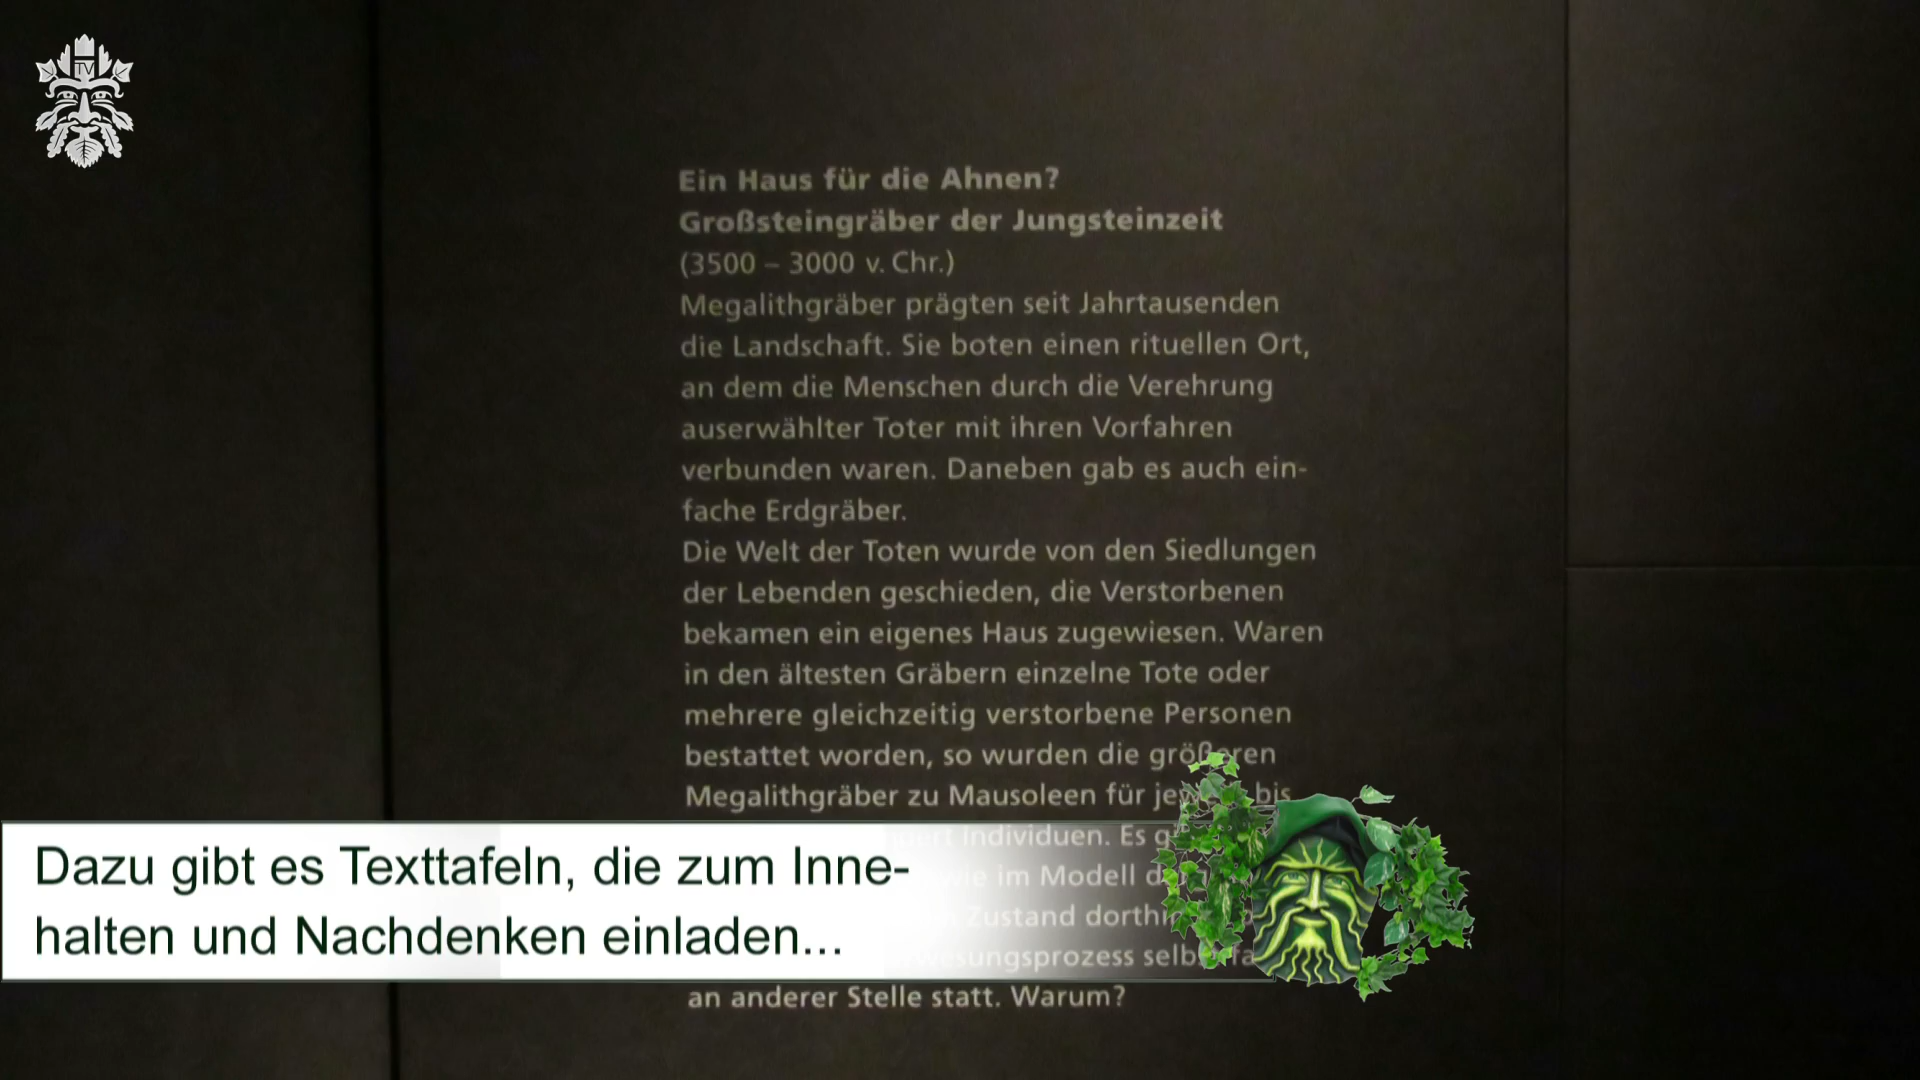 TV
Ein Haus für die Ahnen?
Großsteingräber der Jungsteinzeit
(3500 – 3000 v. Chr.)
Megalithgräber prägten seit Jahrtausenden
die Landschaft. Sie boten einen rituellen Ort,
an dem die Menschen durch die Verehrung
auserwählter Toter mit ihren Vorfahren
verbunden waren. Daneben gab es auch ein-
fache Erdgräber.
Die Welt der Toten wurde von den Siedlungen
der Lebenden geschieden, die Verstorbenen
bekamen ein eigenes Haus zugewiesen. Waren
in den ältesten Gräbern einzelne Tote oder
mehrere gleichzeitig verstorbene Personen
bestattet worden, so wurden die größeren
Megalithgräber zu Mausoleen für bis
Individuen. Es
im Modell
Zustand
an anderer Stelle statt. Warum?
Dazu gibt es Texttafeln, die zum Inne-
halten und Nachdenken einladen...